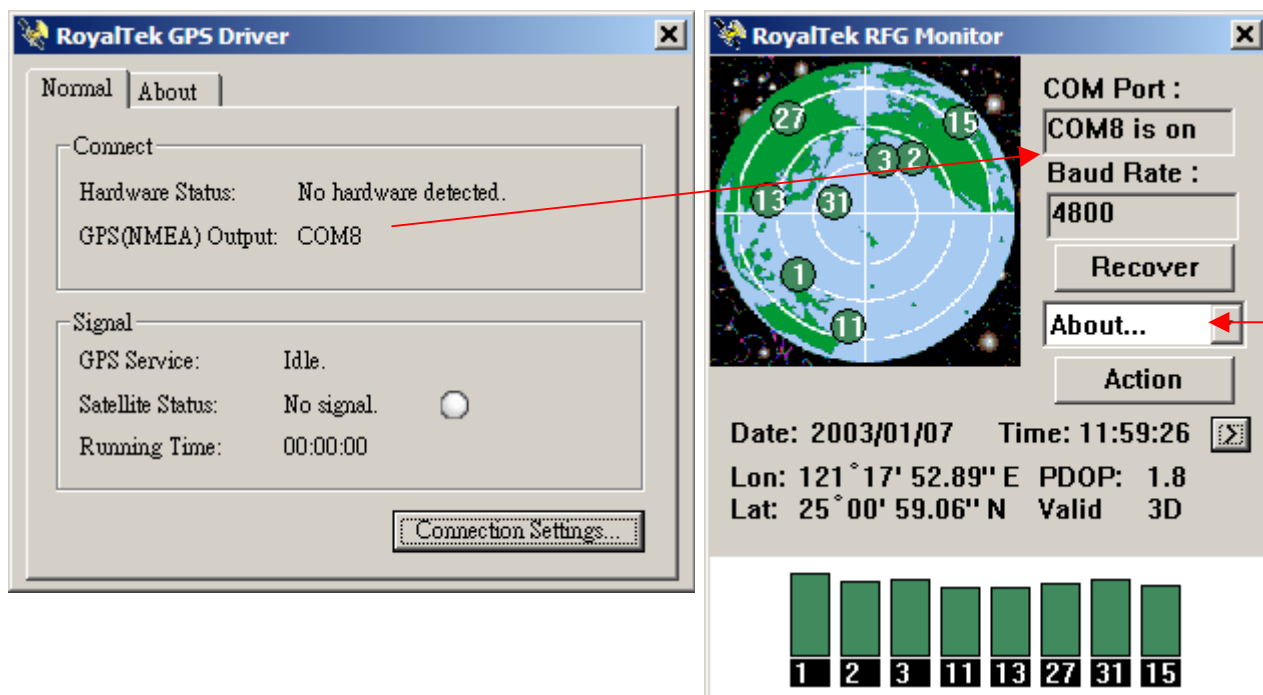 RoyalTek GPS Driver
Normal About
Connect
Hardware Status: No hardware detected.
GPS(NMEA) Output: COM8
Signal
GPS Service: Idle.
Satellite Status: No signal.
Running Time: 00:00:00
Connection Settings...
RoyalTek RFG Monitor
27
15
3
2
13
31
1
11
COM Port :
COM8 is on
Baud Rate :
4800
Recover
About...
Action
Date: 2003/01/07 Time: 11:59:26
Lon: 121°17' 52.89" E PDOP: 1.8
Lat: 25°00' 59.06" N Valid 3D
1 2 3 11 13 27 31 15